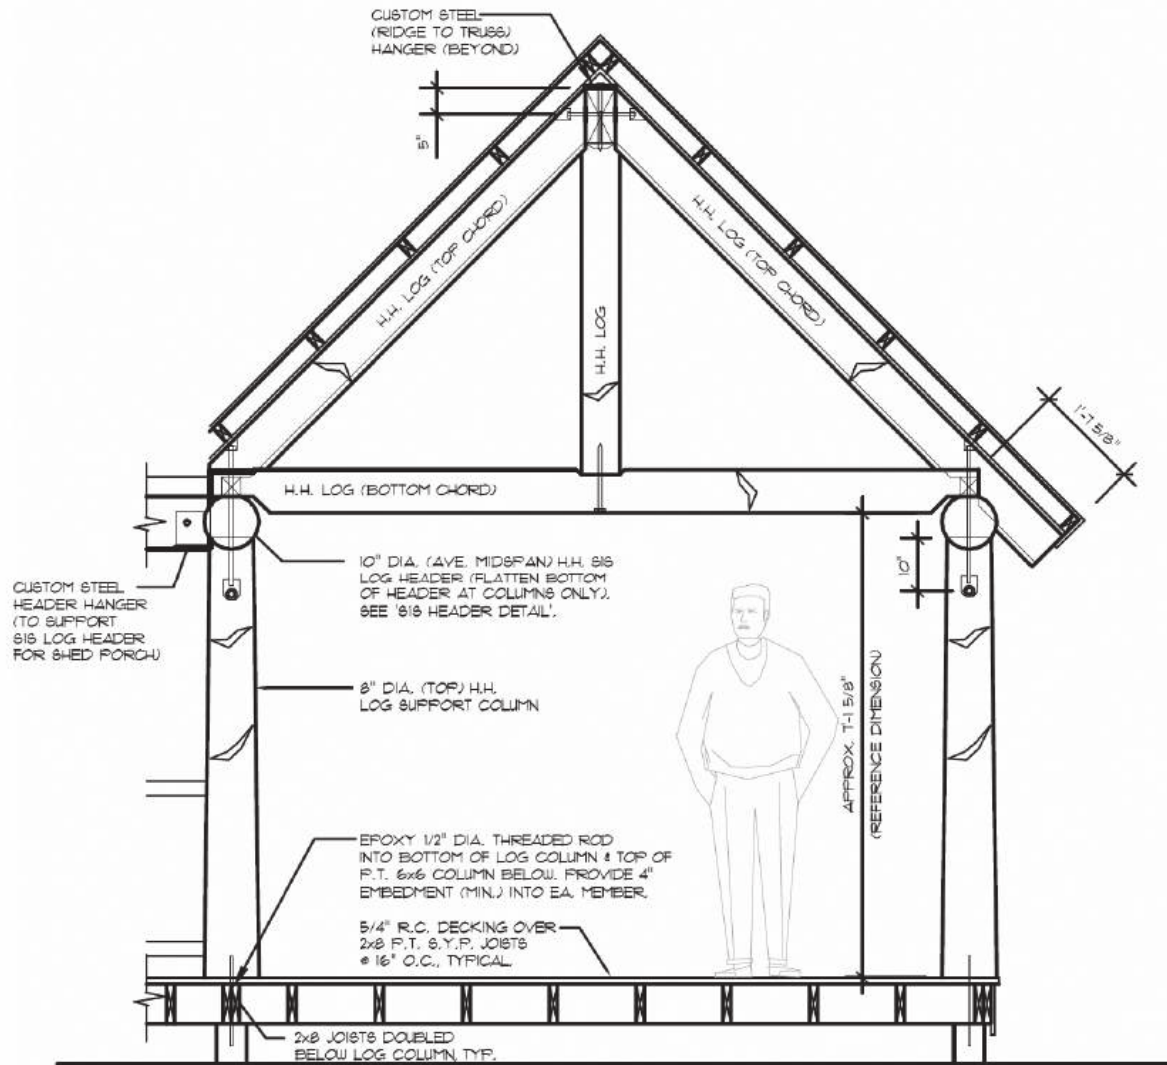 CUSTOM STEEL
(RIDGE TO TRUSS)
HANGER (BEYOND)
5"
H.H. LOG (TOP CHORD)
H.H. LOG (TOP CHORD)
H.H. LOG
1'-7 5/8"
H.H. LOG (BOTTOM CHORD)
10" DIA. (AVE. MIDSPAN) H.H. S1S
LOG HEADER (FLATTEN BOTTOM
OF HEADER AT COLUMNS ONLY).
SEE 'S1S HEADER DETAIL'.
10"
CUSTOM STEEL
HEADER HANGER
(TO SUPPORT
S1S LOG HEADER
FOR SHED PORCH)
8" DIA. (TOP) H.H.
LOG SUPPORT COLUMN
APPROX. 7'-1 5/8"
(REFERENCE DIMENSION)
EPOXY 1/2" DIA. THREADED ROD
INTO BOTTOM OF LOG COLUMN & TOP OF
P.T. 6x6 COLUMN BELOW. PROVIDE 4"
EMBEDMENT (MIN.) INTO EA. MEMBER.
5/4" R.C. DECKING OVER
2x8 P.T. S.Y.P. JOISTS
@ 16" O.C., TYPICAL.
2x8 JOISTS DOUBLED
BELOW LOG COLUMN, TYP.